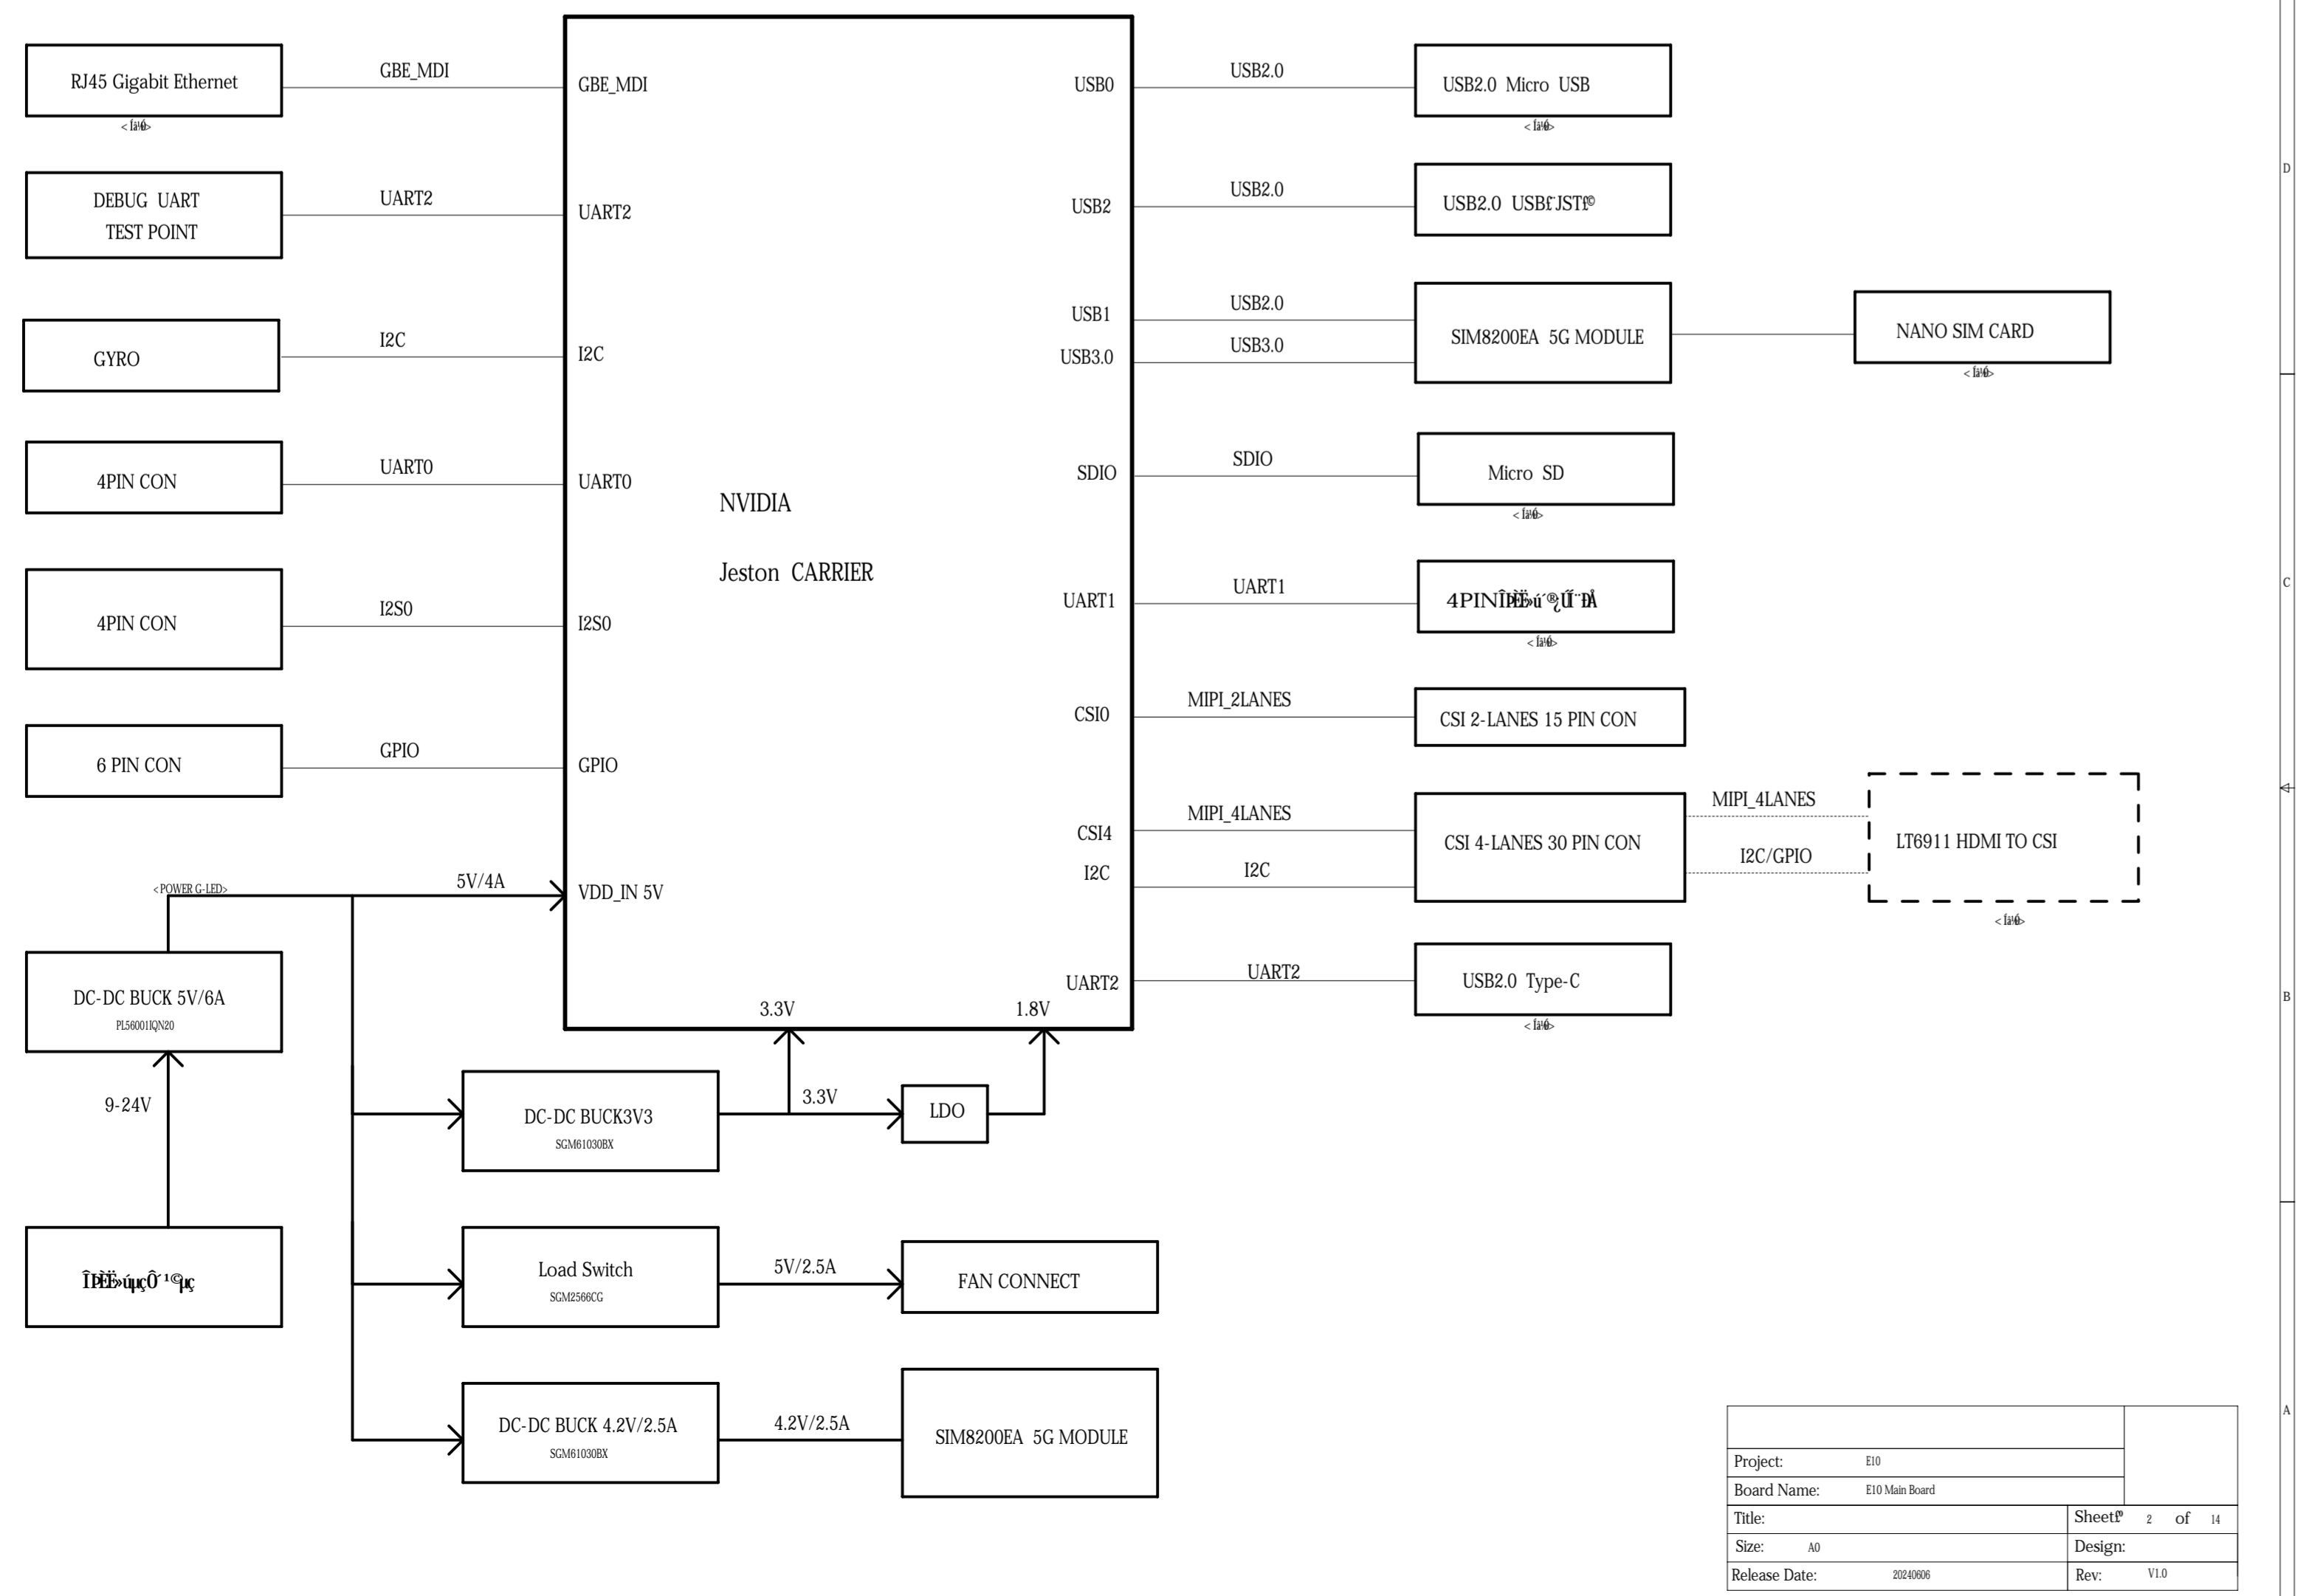 RJ45 Gigabit Ethernet
GBE_MDI
GBE_MDI
DEBUG UART
TEST POINT
UART2
UART2
GYRO
I2C
I2C
4PIN CON
UART0
UART0
4PIN CON
I2S0
I2S0
6 PIN CON
GPIO
GPIO
<POWER G-LED>
5V/4A
VDD_IN 5V
NVIDIA
Jeston CARRIER
USB0
USB2.0
USB2.0 Micro USB
USB2
USB2.0
USB2.0 USB£¨JST£©
USB1
USB2.0
USB3.0
USB3.0
SIM8200EA 5G MODULE
NANO SIM CARD
SDIO
SDIO
Micro SD
UART1
UART1
CSI0
MIPI_2LANES
CSI 2-LANES 15 PIN CON
CSI4
MIPI_4LANES
I2C
I2C
CSI 4-LANES 30 PIN CON
MIPI_4LANES
I2C/GPIO
LT6911 HDMI TO CSI
UART2
UART2
USB2.0 Type-C
3.3V
1.8V
DC-DC BUCK 5V/6A
PL56001IQN20
9-24V
DC-DC BUCK3V3
SGM61030BX
3.3V
LDO
Load Switch
SGM2566CG
5V/2.5A
FAN CONNECT
DC-DC BUCK 4.2V/2.5A
SGM61030BX
4.2V/2.5A
SIM8200EA 5G MODULE
D
C
B
A
Project: E10
Board Name: E10 Main Board
Title:
Sheet£º 2 of 14
Size: A0
Design:
Release Date: 20240606
Rev: V1.0